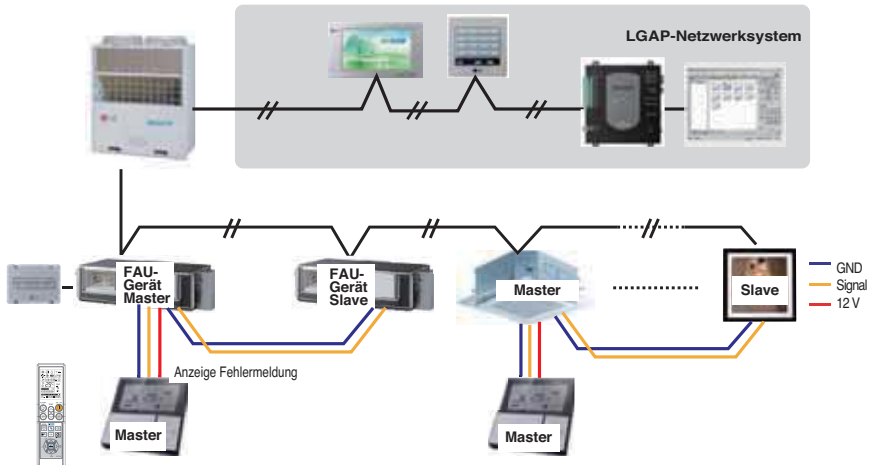 LGAP-Netzwerksystem
FAU-
Gerät
Master
FAU-
Gerät
Slave
Master
Slave
GND
Signal
12 V
Anzeige Fehlermeldung
Master
Master